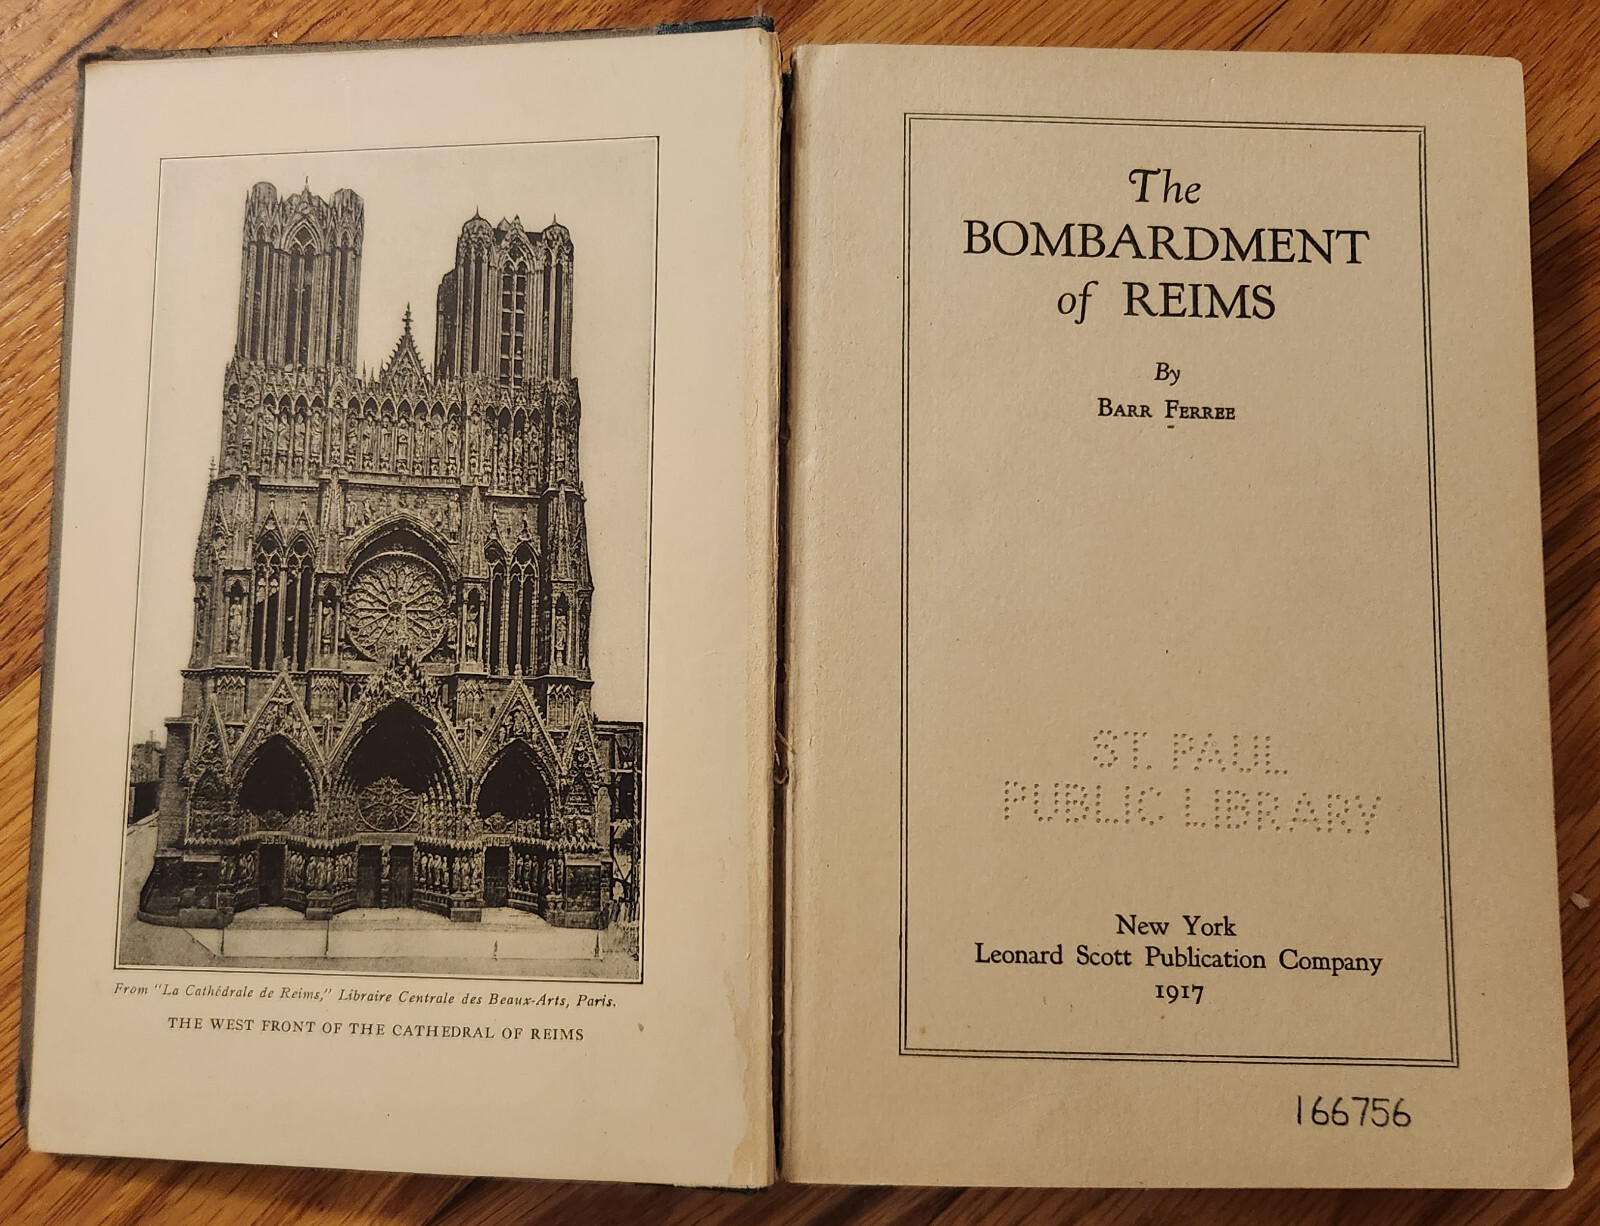 From "La Cathédrale de Reims," Libraire Centrale des Beaux-Arts, Paris.
THE WEST FRONT OF THE CATHEDRAL OF REIMS
The
BOMBARDMENT
of REIMS
By
BARR FERREE
ST. PAUL
PUBLIC LIBRARY
New York
Leonard Scott Publication Company
1917
166756